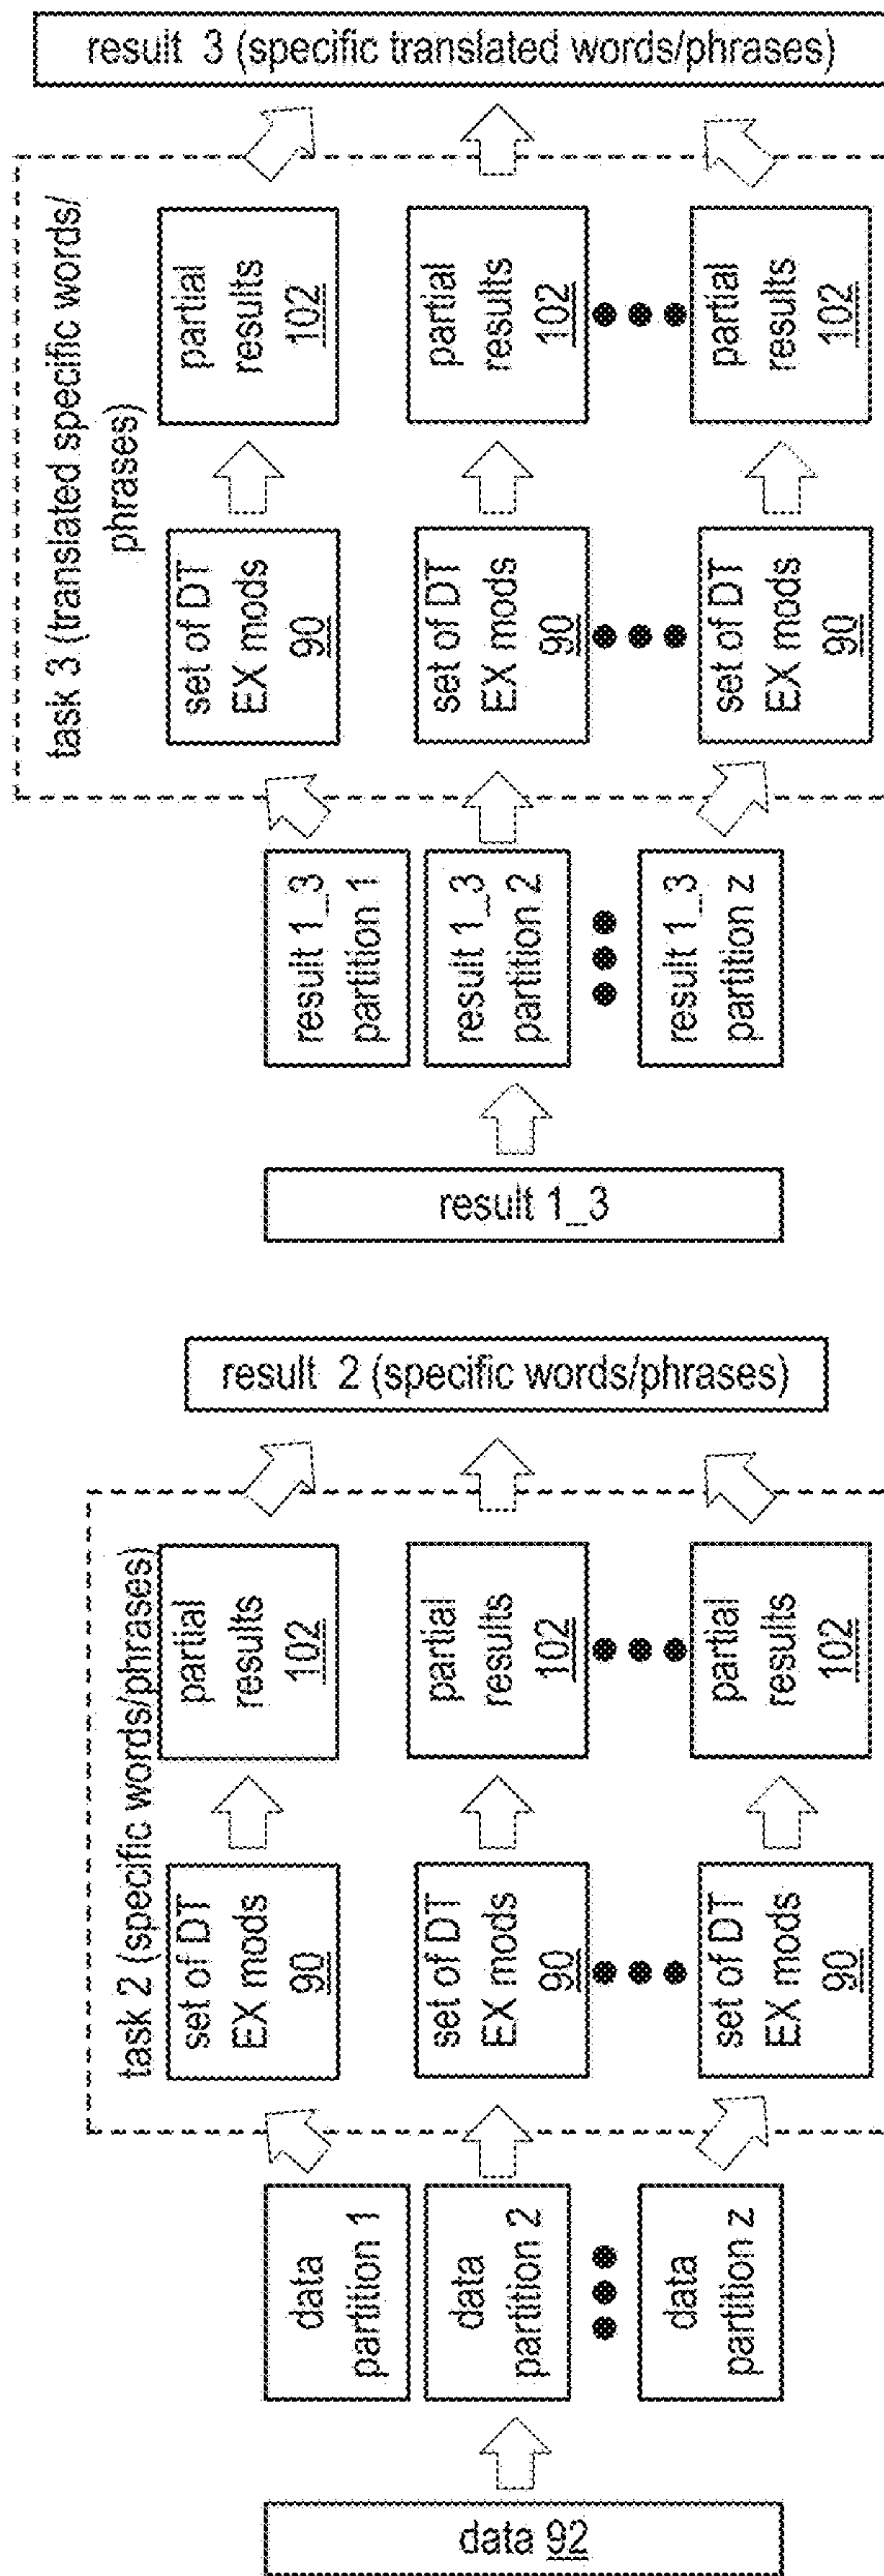 data 92
data
partition 1
data
partition 2
data
partition z
task 2 (specific words/phrases)
set of DT
EX mods
90
set of DT
EX mods
90
set of DT
EX mods
90
partial
results
102
partial
results
102
partial
results
102
result 2 (specific words/phrases)
result 1_3
result 1_3
partition 1
result 1_3
partition 2
result 1_3
partition z
task 3 (translated specific words/
phrases)
set of DT
EX mods
90
set of DT
EX mods
90
set of DT
EX mods
90
partial
results
102
partial
results
102
partial
results
102
result 3 (specific translated words/phrases)